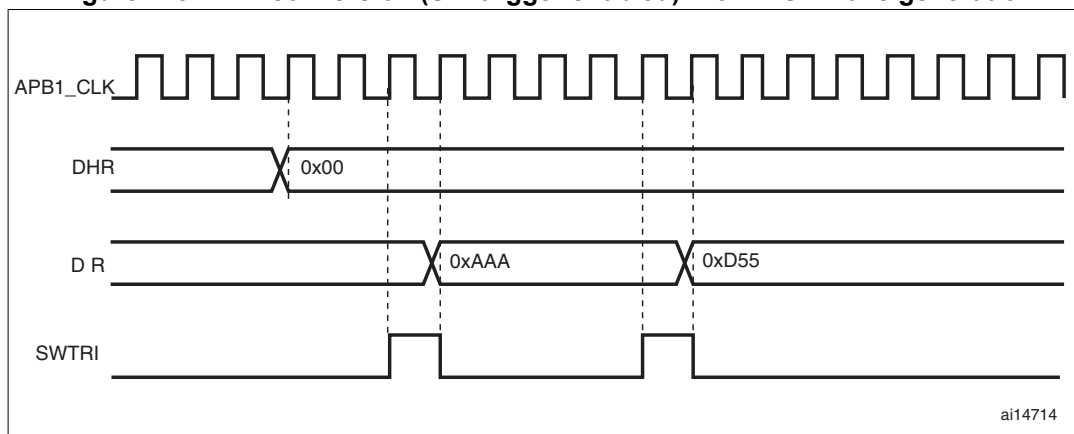 APB1_CLK
DHR
0x00
D R
0xAAA
0xD55
SWTRI
ai14714